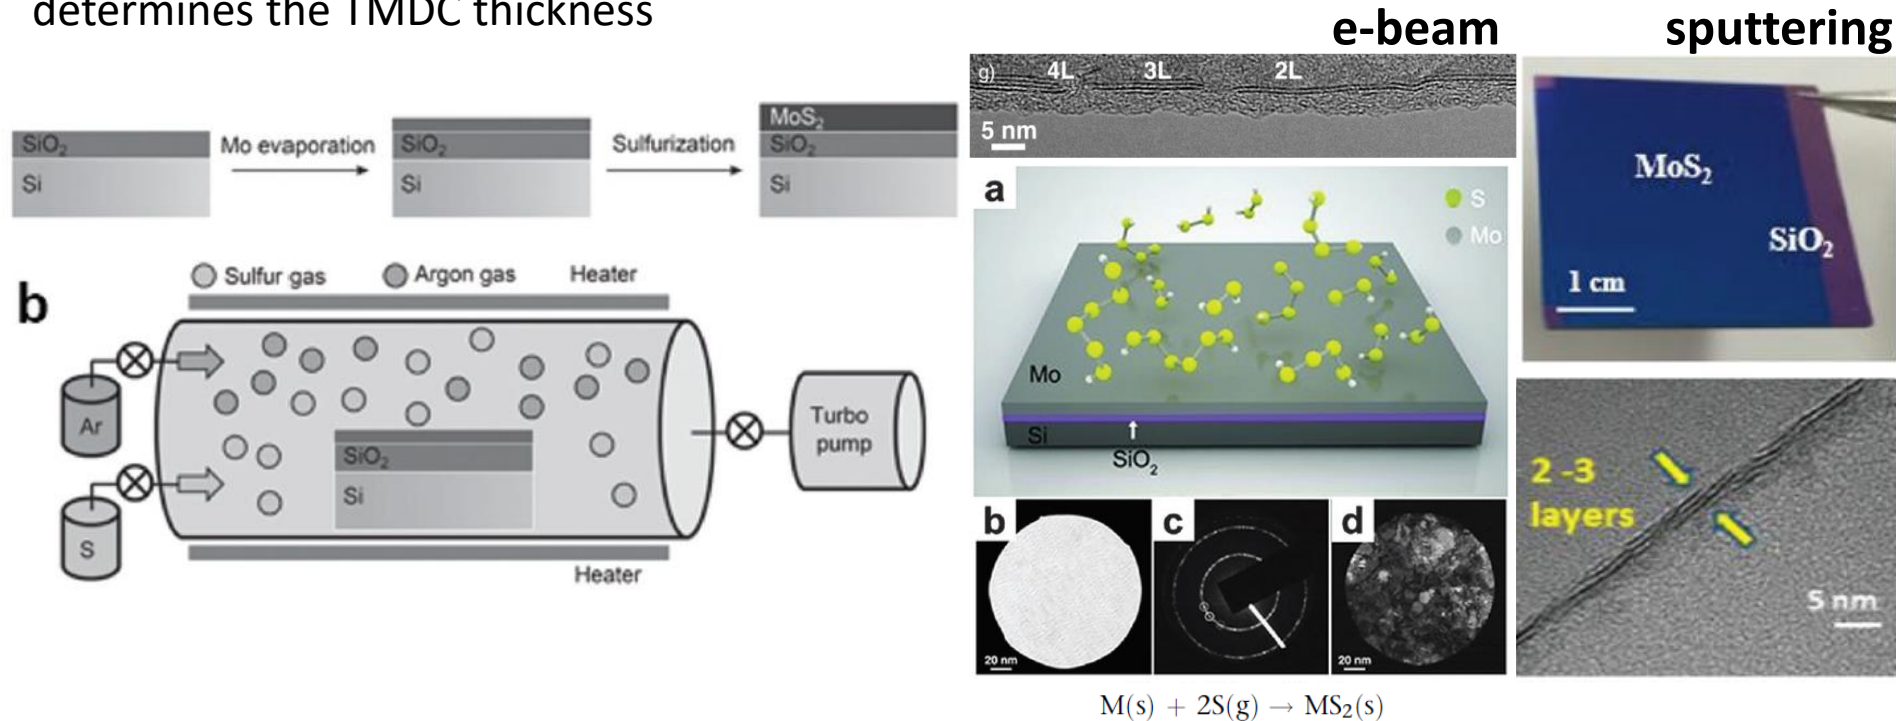 determines the TMDC thickness
e-beam
sputtering
SiO₂
Si
Mo evaporation
SiO₂
Si
Sulfurization
MoS₂
SiO₂
Si
b
Sulfur gas
Argon gas
Heater
Ar
S
SiO₂
Si
Turbo
pump
Heater
g)
4L
3L
2L
5 nm
a
S
Mo
Mo
Si
SiO₂
b
20 nm
c
d
20 nm
M(s) + 2S(g) → MS₂(s)
MoS₂
SiO₂
1 cm
2 -3
layers
5 nm